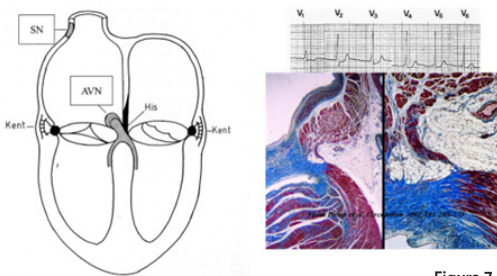 SN
AVN
His
Kent
Kent
V₁
V₂
V₃
V₄
V₅
V₆
Figure 7